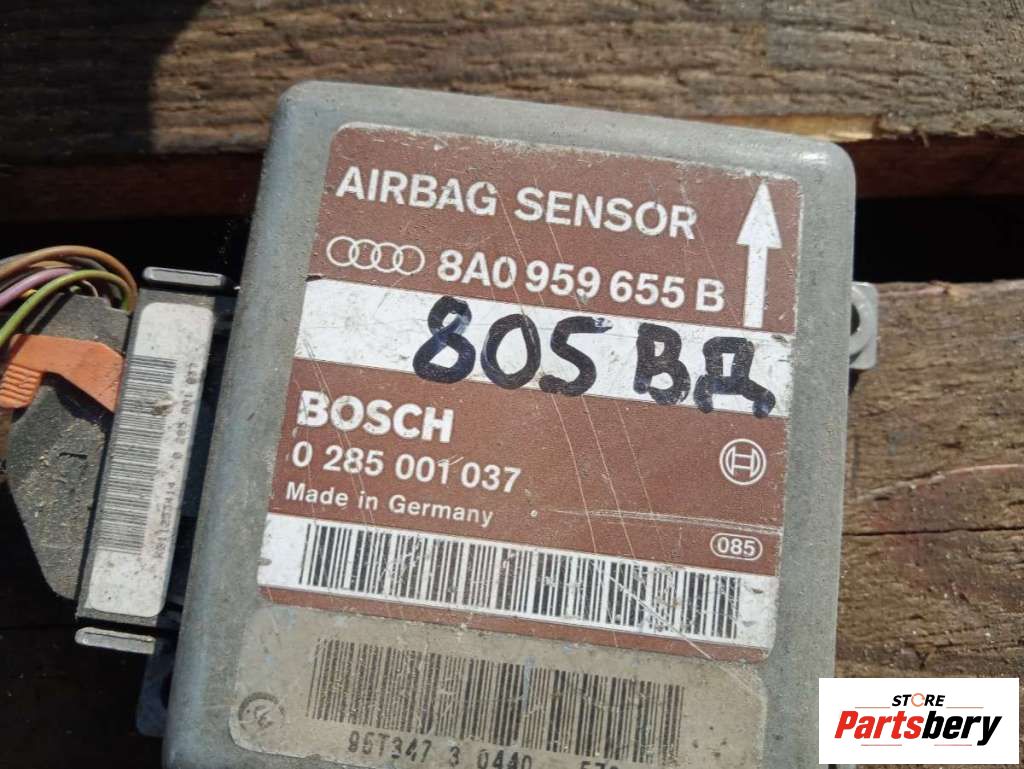 AIRBAG SENSOR
8A0 959 655 B
805 ВД
BOSCH
0 285 001 037
Made in Germany
085
STORE
Partsbery